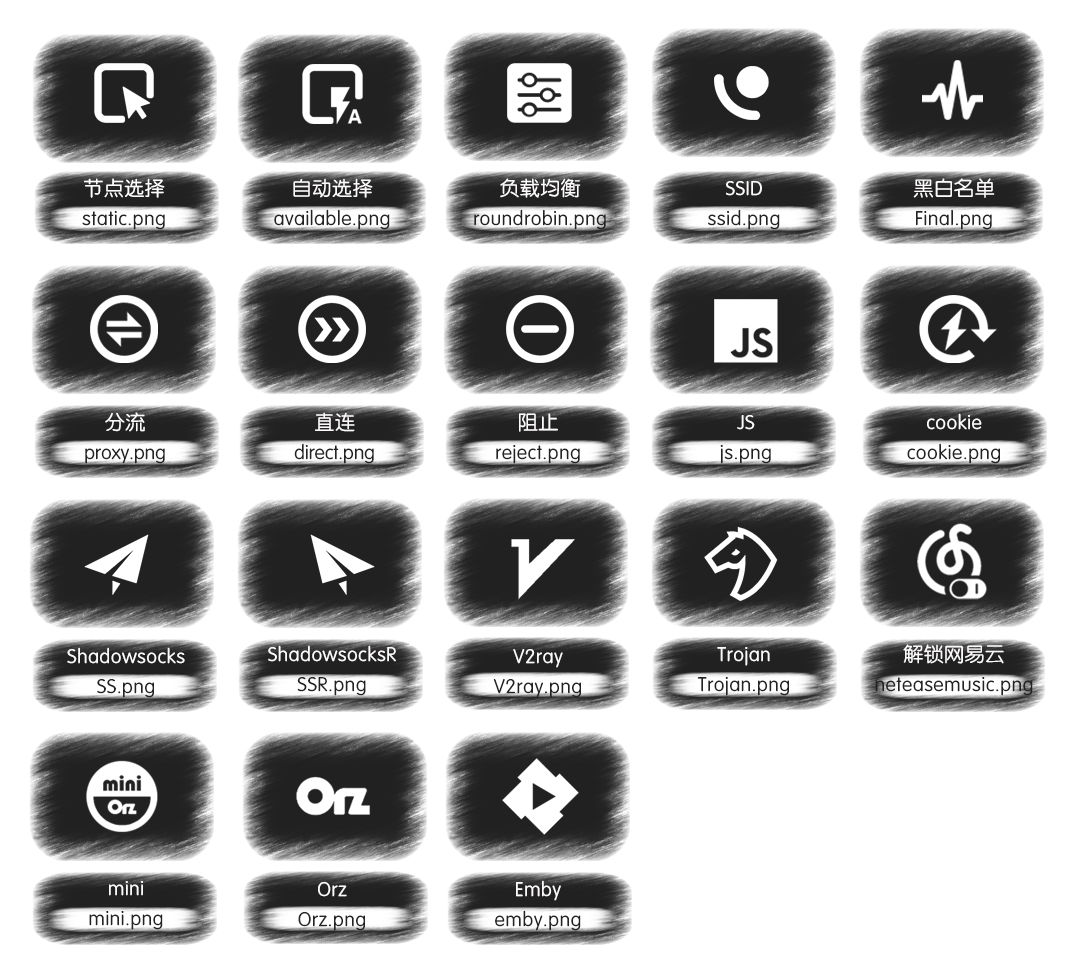 A
节点选择
static.png
自动选择
available.png
负载均衡
roundrobin.png
SSID
ssid.png
黑白名单
Final.png
JS
分流
proxy.png
直连
direct.png
阻止
reject.png
JS
js.png
cookie
cookie.png
Shadowsocks
SS.png
ShadowsocksR
SSR.png
V2ray
V2ray.png
Trojan
Trojan.png
解锁网易云
neteasemusic.png
mini
Orz
Orz
mini
mini.png
Orz
Orz.png
Emby
emby.png